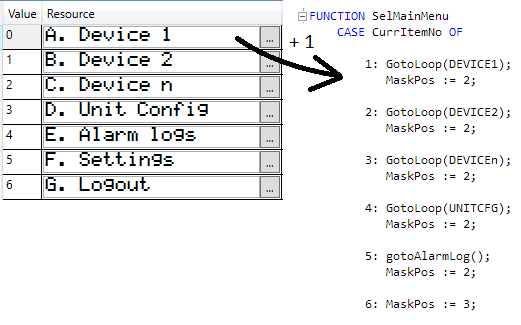 Value Resource
0 A. Device 1 ...
1 B. Device 2 ...
2 C. Device n ...
3 D. Unit Config ...
4 E. Alarm logs ...
5 F. Settings ...
6 G. Logout ...
+ 1
FUNCTION SelMainMenu
CASE CurrItemNo OF
1: GotoLoop(DEVICE1);
MaskPos := 2;
2: GotoLoop(DEVICE2);
MaskPos := 2;
3: GotoLoop(DEVICEn);
MaskPos := 2;
4: GotoLoop(UNITCFG);
MaskPos := 2;
5: gotoAlarmLog();
MaskPos := 2;
6: MaskPos := 3;